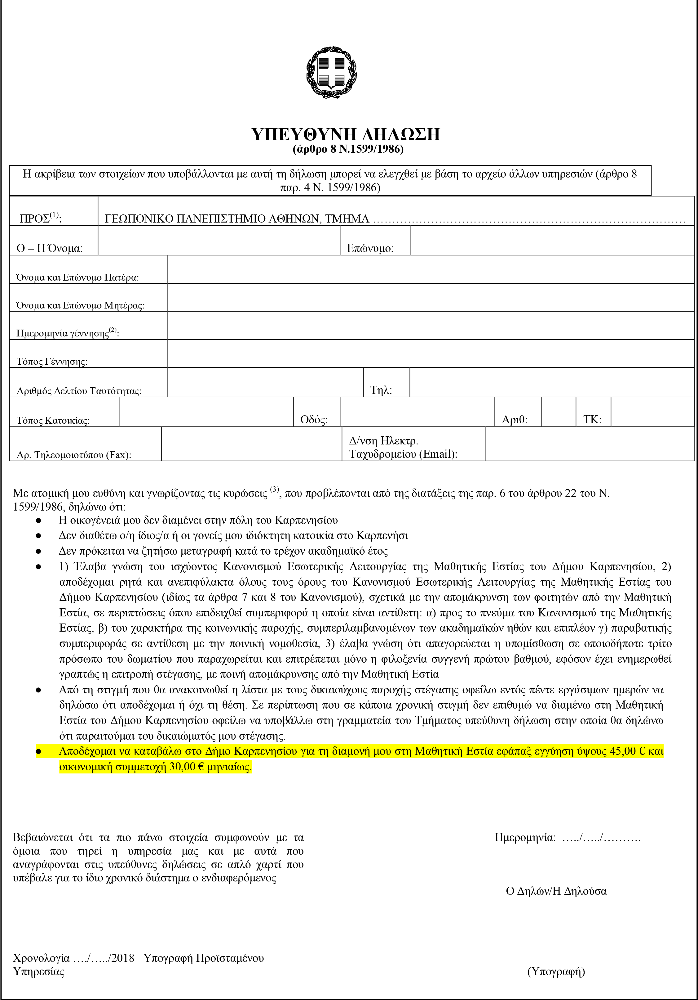 ΥΠΕΥΘΥΝΗ ΔΗΛΩΣΗ
(άρθρο 8 Ν.1599/1986)
Η ακρίβεια των στοιχείων που υποβάλλονται με αυτή τη δήλωση μπορεί να ελεγχθεί με βάση το αρχείο άλλων υπηρεσιών (άρθρο 8
παρ. 4 Ν. 1599/1986)
ΠΡΟΣ(1): ΓΕΩΠΟΝΙΚΟ ΠΑΝΕΠΙΣΤΗΜΙΟ ΑΘΗΝΩΝ, ΤΜΗΜΑ ……………………………………………………………………
Ο – Η Όνομα: Επώνυμο:
Όνομα και Επώνυμο Πατέρα:
Όνομα και Επώνυμο Μητέρας:
Ημερομηνία γέννησης(2):
Τόπος Γέννησης:
Αριθμός Δελτίου Ταυτότητας: Τηλ:
Τόπος Κατοικίας: Οδός: Αριθ: ΤΚ:
Αρ. Τηλεομοιοτύπου (Fax): Δ/νση Ηλεκτρ.
Ταχυδρομείου (Email):
Με ατομική μου ευθύνη και γνωρίζοντας τις κυρώσεις (3), που προβλέπονται από της διατάξεις της παρ. 6 του άρθρου 22 του Ν.
1599/1986, δηλώνω ότι:
● Η οικογένειά μου δεν διαμένει στην πόλη του Καρπενησίου
● Δεν διαθέτω ο/η ίδιος/α ή οι γονείς μου ιδιόκτητη κατοικία στο Καρπενήσι
● Δεν πρόκειται να ζητήσω μεταγραφή κατά το τρέχον ακαδημαϊκό έτος
● 1) Έλαβα γνώση του ισχύοντος Κανονισμού Εσωτερικής Λειτουργίας της Μαθητικής Εστίας του Δήμου Καρπενησίου, 2)
αποδέχομαι ρητά και ανεπιφύλακτα όλους τους όρους του Κανονισμού Εσωτερικής Λειτουργίας της Μαθητικής Εστίας του
Δήμου Καρπενησίου (ιδίως τα άρθρα 7 και 8 του Κανονισμού), σχετικά με την απομάκρυνση των φοιτητών από την Μαθητική
Εστία, σε περιπτώσεις όπου επιδειχθεί συμπεριφορά η οποία είναι αντίθετη: α) προς το πνεύμα του Κανονισμού της Μαθητικής
Εστίας, β) του χαρακτήρα της κοινωνικής παροχής, συμπεριλαμβανομένων των ακαδημαϊκών ηθών και επιπλέον γ) παραβατικής
συμπεριφοράς σε αντίθεση με την ποινική νομοθεσία, 3) έλαβα γνώση ότι απαγορεύεται η υπομίσθωση σε οποιοδήποτε τρίτο
πρόσωπο του δωματίου που παραχωρείται και επιτρέπεται μόνο η φιλοξενία συγγενή πρώτου βαθμού, εφόσον έχει ενημερωθεί
γραπτώς η επιτροπή στέγασης, με ποινή απομάκρυνσης από την Μαθητική Εστία
● Από τη στιγμή που θα ανακοινωθεί η λίστα με τους δικαιούχους παροχής στέγασης οφείλω εντός πέντε εργάσιμων ημερών να
δηλώσω ότι αποδέχομαι ή όχι τη θέση. Σε περίπτωση που σε κάποια χρονική στιγμή δεν επιθυμώ να διαμένω στη Μαθητική
Εστία του Δήμου Καρπενησίου οφείλω να υποβάλλω στη γραμματεία του Τμήματος υπεύθυνη δήλωση στην οποία θα δηλώνω
ότι παραιτούμαι του δικαιώματός μου στέγασης.
● Αποδέχομαι να καταβάλω στο Δήμο Καρπενησίου για τη διαμονή μου στη Μαθητική Εστία εφάπαξ εγγύηση ύψους 45,00 € και
οικονομική συμμετοχή 30,00 € μηνιαίως.
Βεβαιώνεται ότι τα πιο πάνω στοιχεία συμφωνούν με τα
όμοια που τηρεί η υπηρεσία μας και με αυτά που
αναγράφονται στις υπεύθυνες δηλώσεις σε απλό χαρτί που
υπέβαλε για το ίδιο χρονικό διάστημα ο ενδιαφερόμενος
Ημερομηνία: …../…../……….
Ο Δηλών/Η Δηλούσα
Χρονολογία …./…../2018 Υπογραφή Προϊσταμένου
Υπηρεσίας
(Υπογραφή)